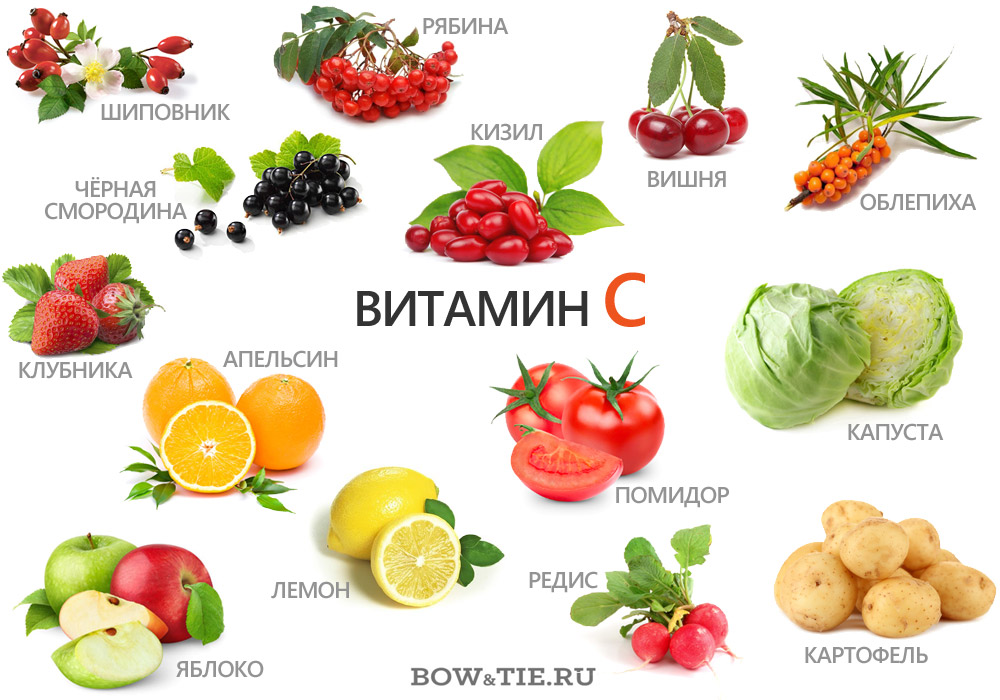 РЯБИНА
ШИПОВНИК
КИЗИЛ
ВИШНЯ
ЧЁРНАЯ
СМОРОДИНА
ОБЛЕПИХА
ВИТАМИН C
КЛУБНИКА
АПЕЛЬСИН
КАПУСТА
ПОМИДОР
ЛЕМОН
РЕДИС
ЯБЛОКО
КАРТОФЕЛЬ
BOW&TIE.RU